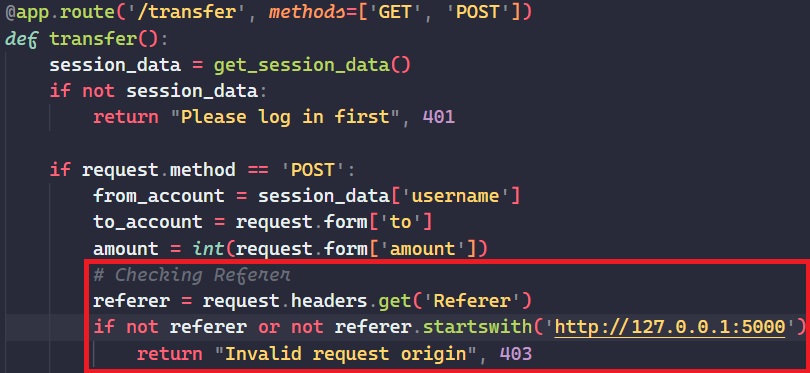 @app.route('/transfer', methods=['GET', 'POST'])
def transfer():
    session_data = get_session_data()
    if not session_data:
        return "Please log in first", 401

    if request.method == 'POST':
        from_account = session_data['username']
        to_account = request.form['to']
        amount = int(request.form['amount'])
        # Checking Referer
        referer = request.headers.get('Referer')
        if not referer or not referer.startswith('http://127.0.0.1:5000')
            return "Invalid request origin", 403